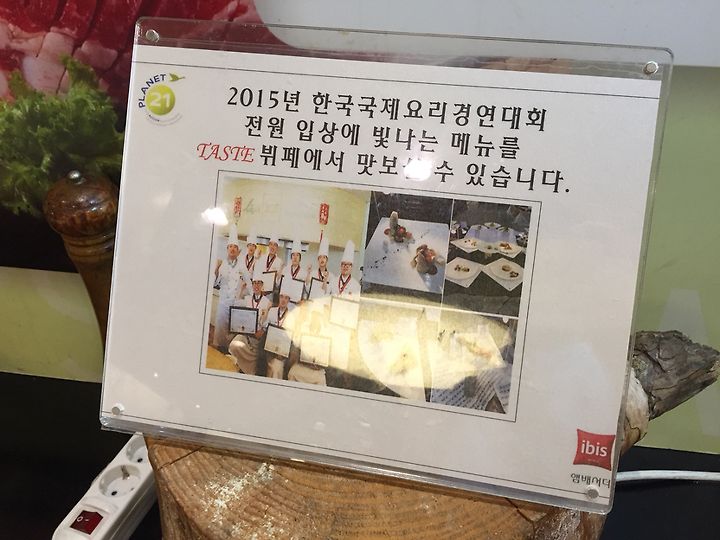 PLANET
21
2015년 한국국제요리경연대회
전원 입상에 빛나는 메뉴를
TASTE 뷔페에서 맛보실 수 있습니다.
ibis
앰배서더